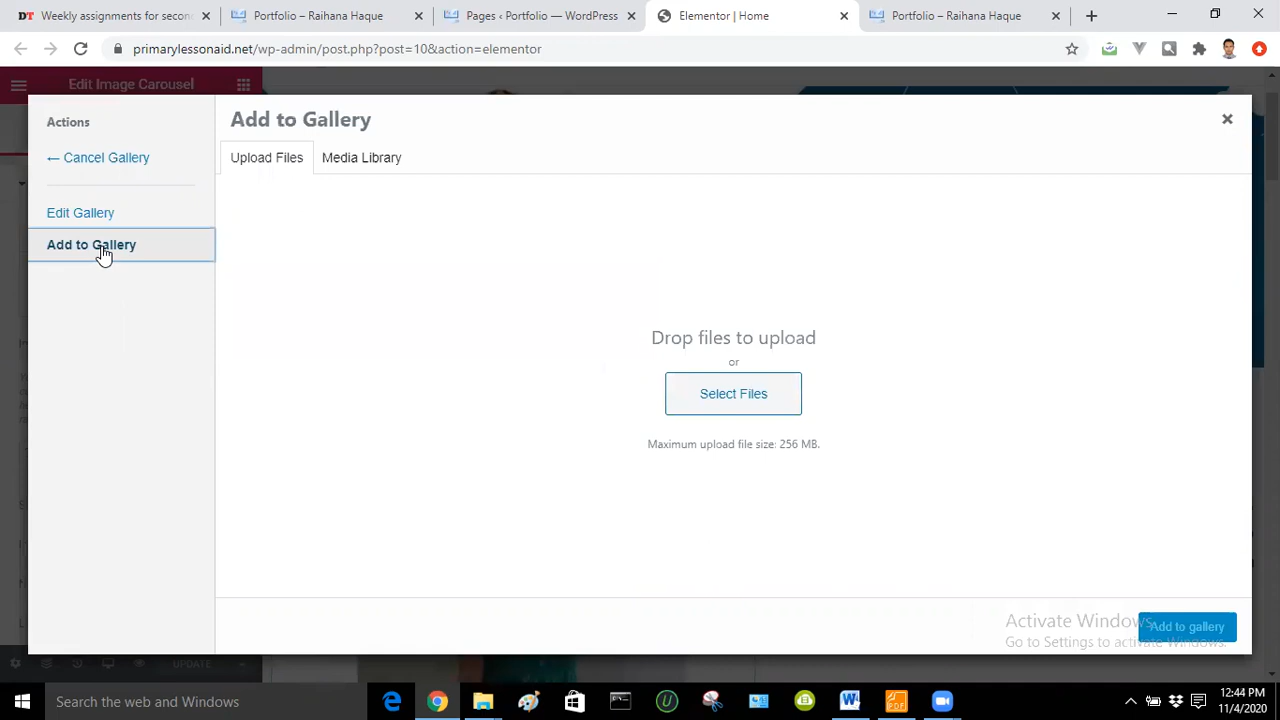 Weekly assignments for secon
Portfolio – Raihana Haque
Pages ‹ Portfolio — WordPress
Elementor | Home
Portfolio – Raihana Haque
primarylessonaid.net/wp-admin/post.php?post=10&action=elementor
Edit Image Carousel
Actions
← Cancel Gallery
Edit Gallery
Add to Gallery
Add to Gallery
Upload Files
Media Library
Drop files to upload
or
Select Files
Maximum upload file size: 256 MB.
Add to gallery
Activate Windows
Go to Settings to activate Windows.
UPDATE
Search the web and Windows
12:44 PM
11/4/2020